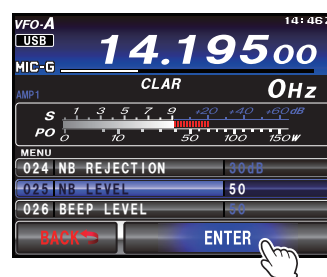 VFO-A 14:46
USB
14.19500
MIC-G
AMP1 CLAR 0Hz
S 1 3 5 7 9 +20 +40 +60dB
PO 0 10 50 100 150W
MENU
024 NB REJECTION 30dB
025 NB LEVEL 50
026 BEEP LEVEL 50
BACK ENTER